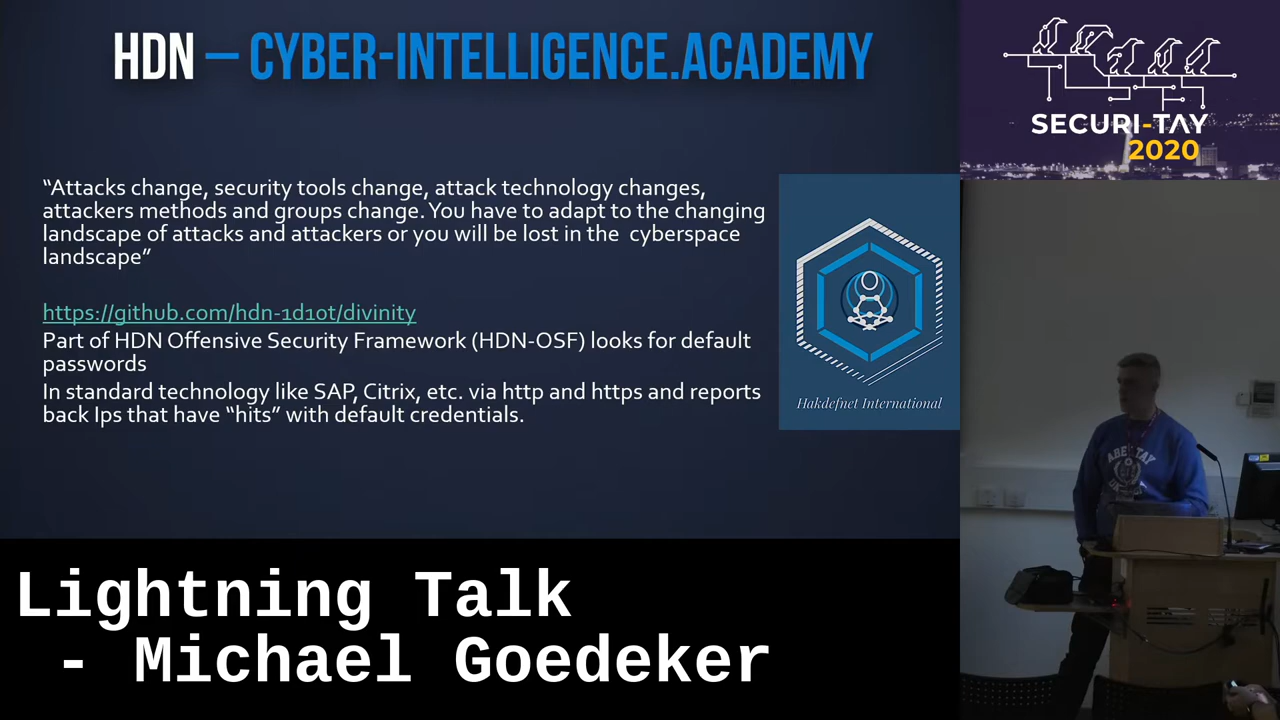 HDN – CYBER-INTELLIGENCE.ACADEMY
“Attacks change, security tools change, attack technology changes,
attackers methods and groups change. You have to adapt to the changing
landscape of attacks and attackers or you will be lost in the  cyberspace
landscape”
https://github.com/hdn-1d10t/divinity
Part of HDN Offensive Security Framework (HDN-OSF) looks for default
passwords
In standard technology like SAP, Citrix, etc. via http and https and reports
back Ips that have “hits” with default credentials.
Hakdefnet International
SECURI-TAY
2020
ABERTAY
Lightning Talk
- Michael Goedeker